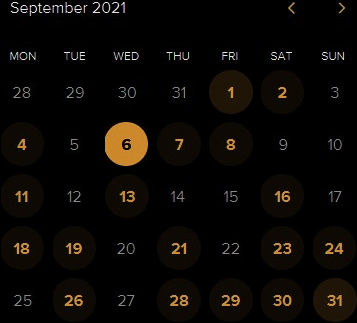 September 2021
MON TUE WED THU FRI SAT SUN
28 29 30 31 1 2 3
4 5 6 7 8 9 10
11 12 13 14 15 16 17
18 19 20 21 22 23 24
25 26 27 28 29 30 31